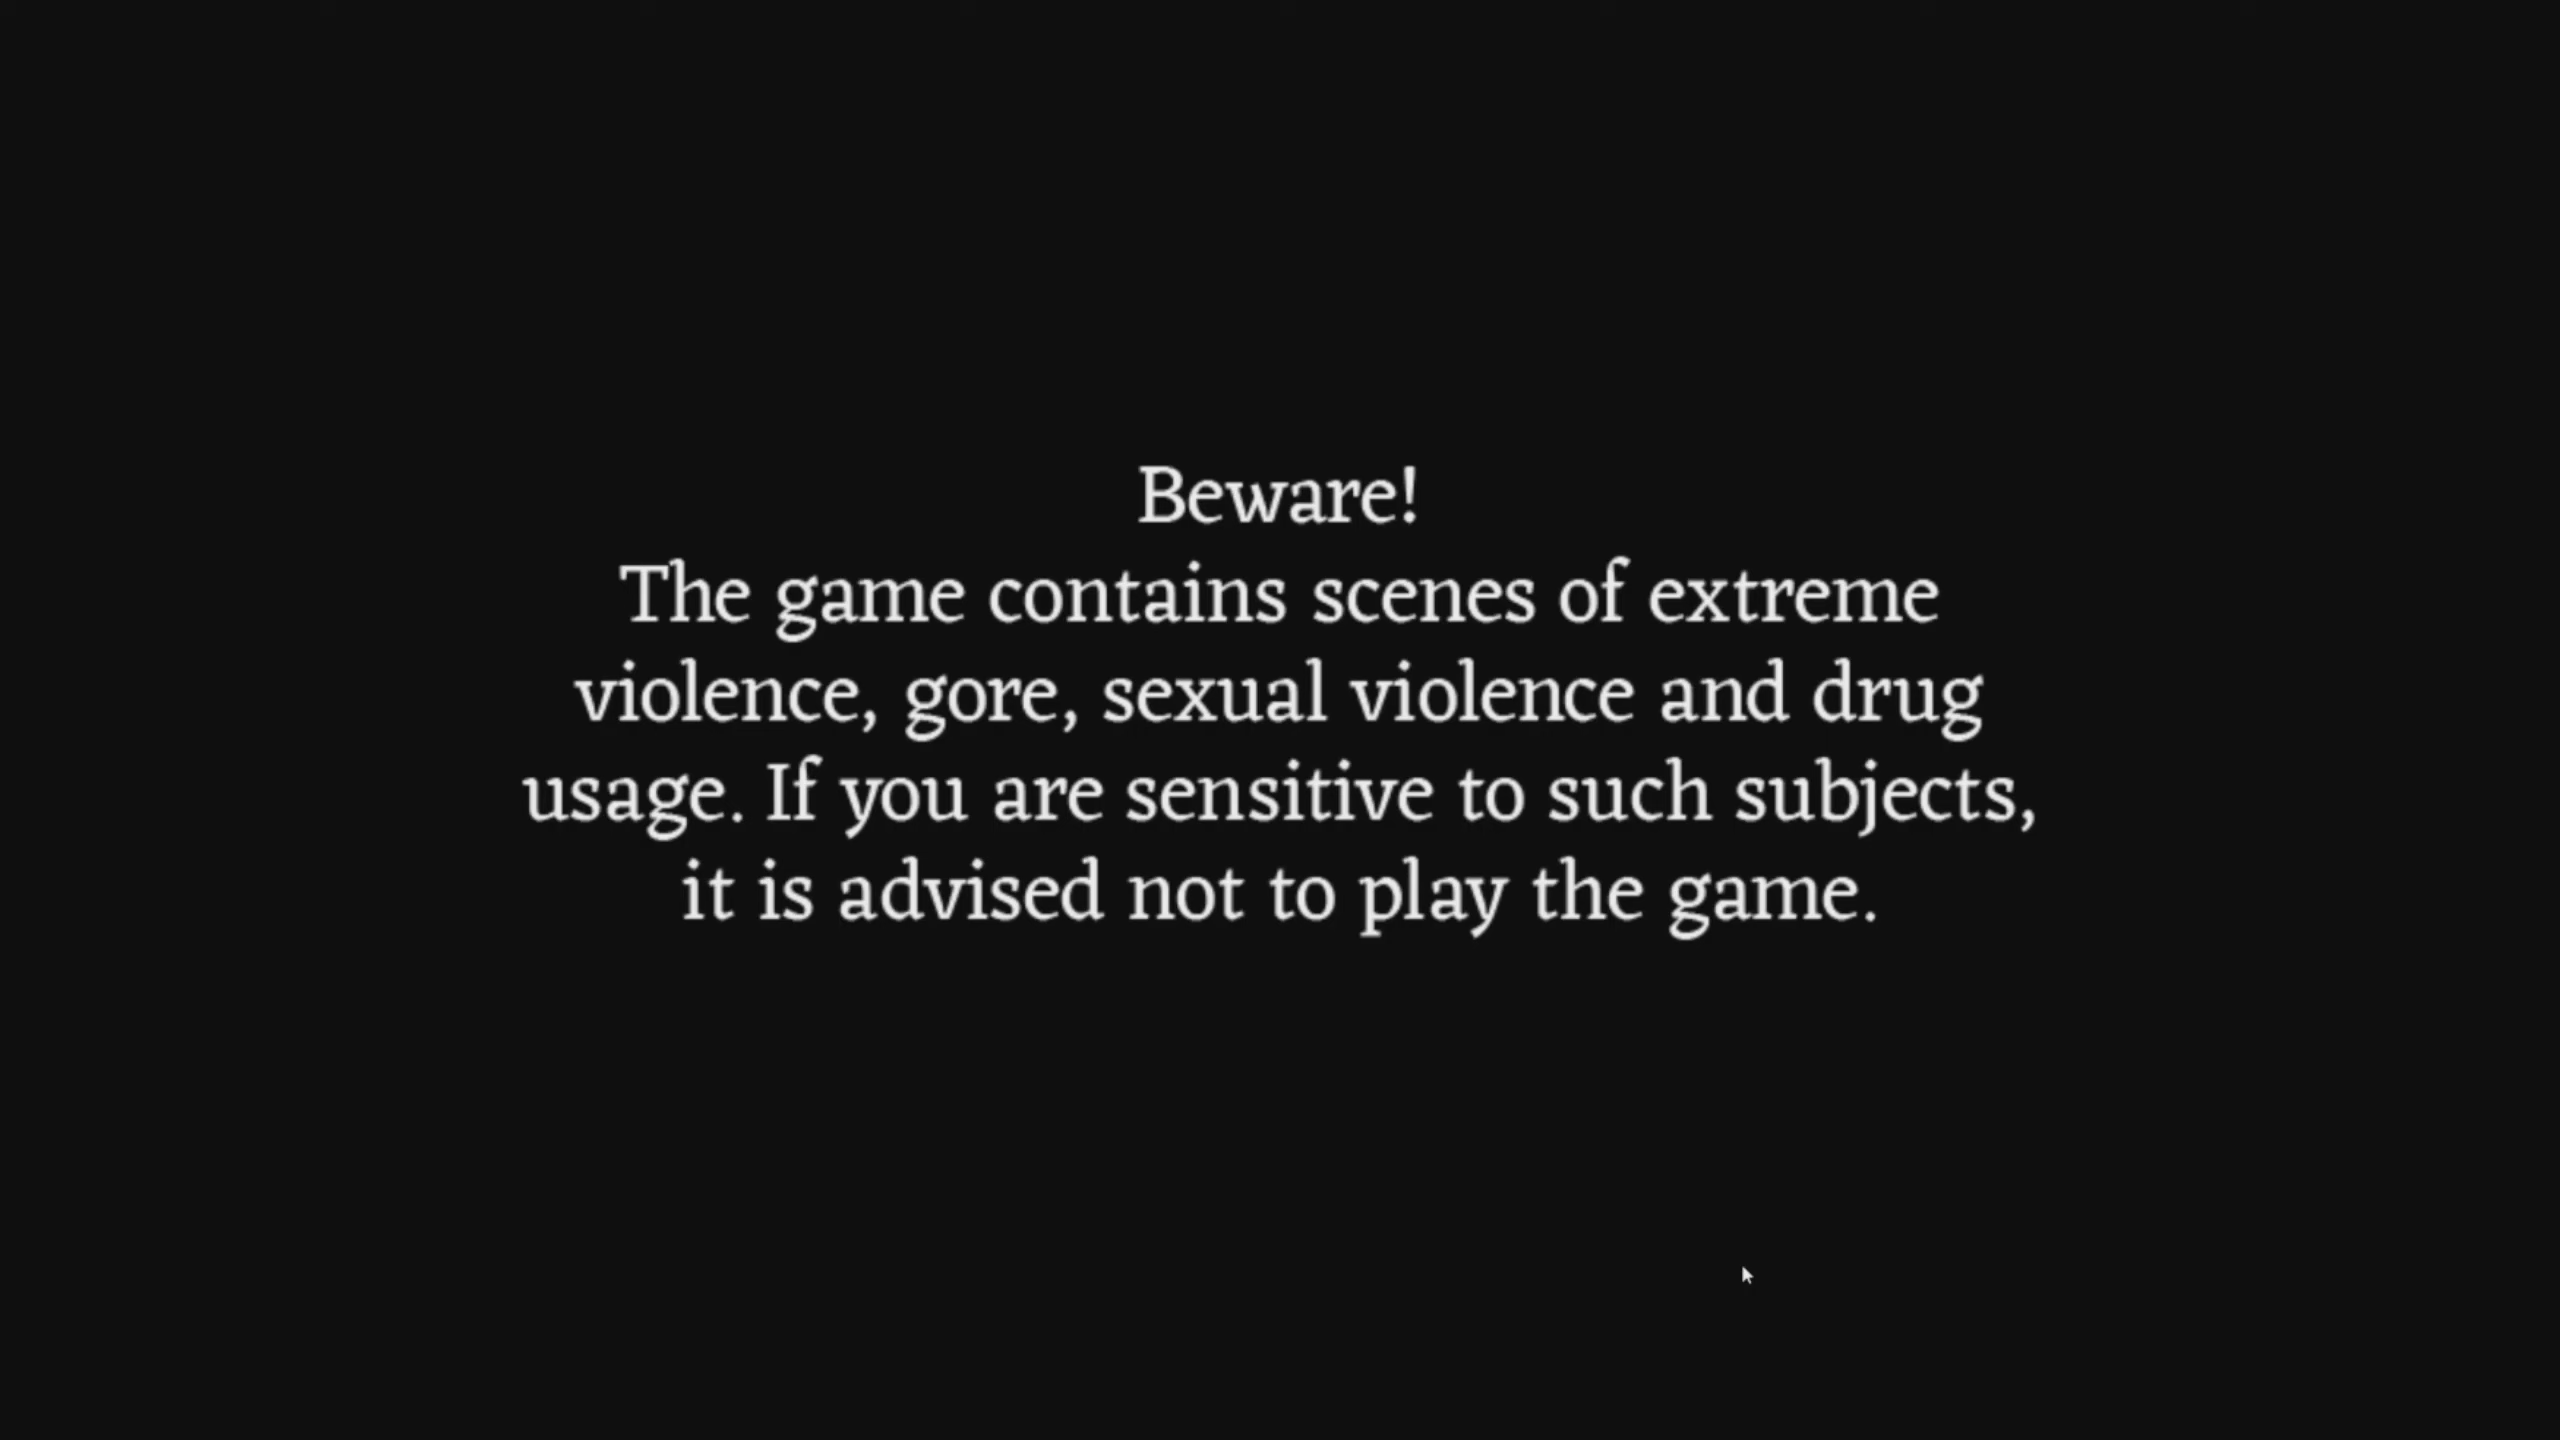 Beware!
The game contains scenes of extreme
violence, gore, sexual violence and drug
usage. If you are sensitive to such subjects,
it is advised not to play the game.